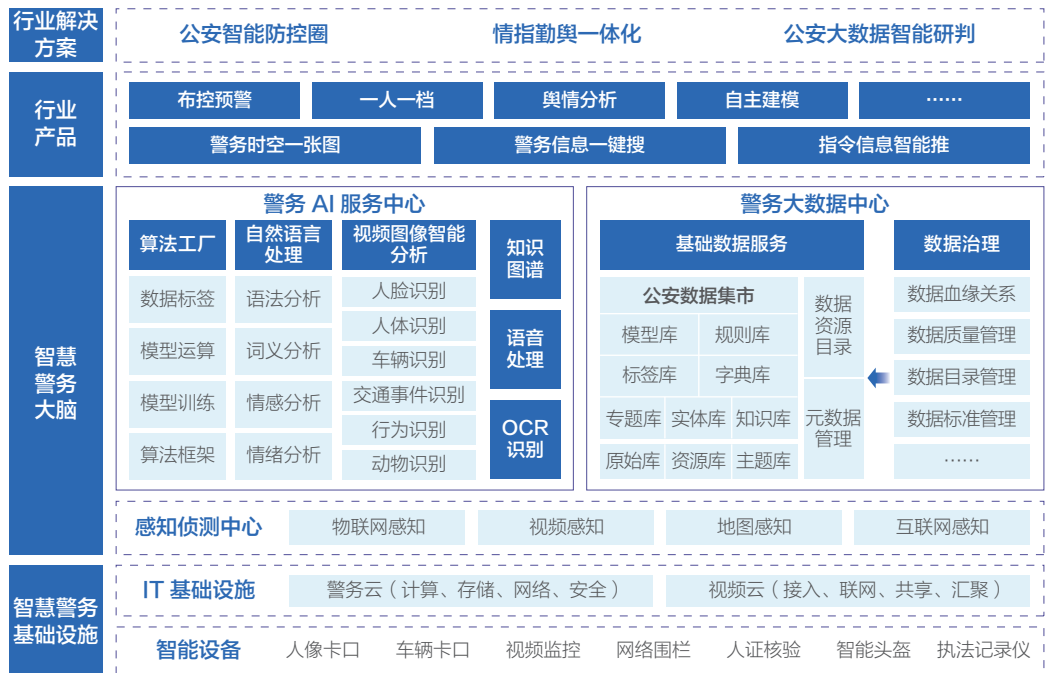 行业解决
方案
公安智能防控圈
情指勤舆一体化
公安大数据智能研判
行业
产品
布控预警
一人一档
舆情分析
自主建模
……
警务时空一张图
警务信息一键搜
指令信息智能推
智慧
警务
大脑
警务 AI 服务中心
算法工厂
数据标签
模型运算
模型训练
算法框架
自然语言
处理
语法分析
词义分析
情感分析
情绪分析
视频图像智能
分析
人脸识别
人体识别
车辆识别
交通事件识别
行为识别
动物识别
知识
图谱
语音
处理
OCR
识别
警务大数据中心
基础数据服务
公安数据集市
模型库
规则库
标签库
字典库
专题库
实体库
知识库
原始库
资源库
主题库
数据
资源
目录
元数据
管理
数据治理
数据血缘关系
数据质量管理
数据目录管理
数据标准管理
……
感知侦测中心
物联网感知
视频感知
地图感知
互联网感知
智慧警务
基础设施
IT 基础设施
警务云（计算、存储、网络、安全）
视频云（接入、联网、共享、汇聚）
智能设备
人像卡口
车辆卡口
视频监控
网络围栏
人证核验
智能头盔
执法记录仪